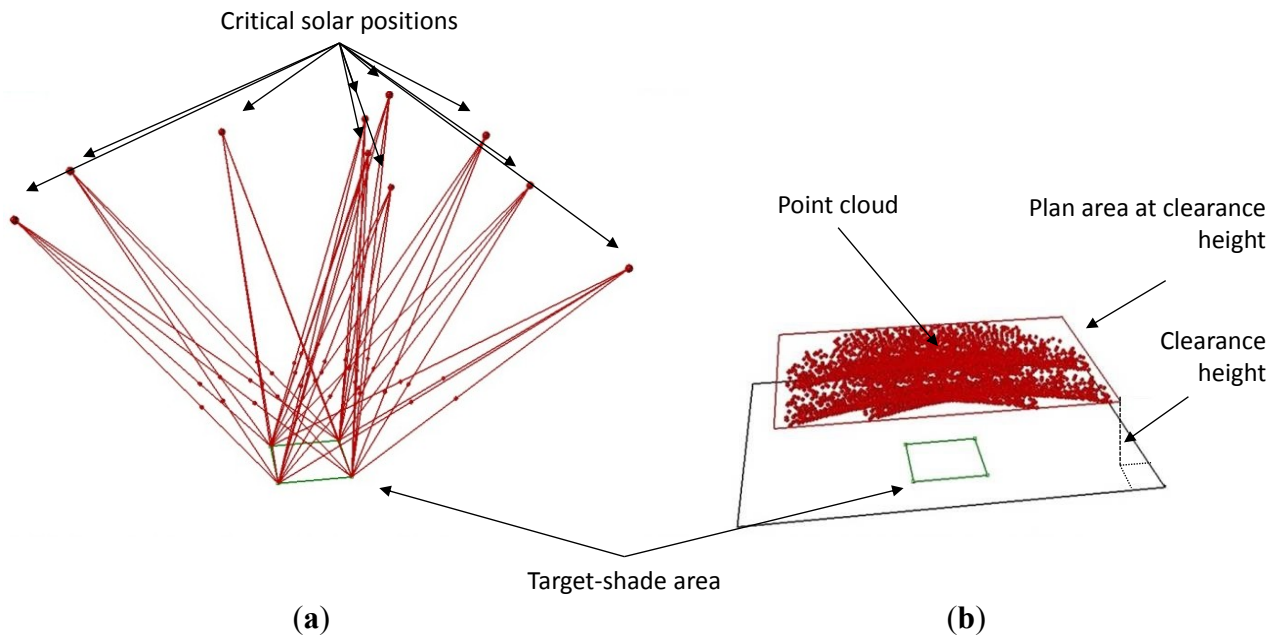 Critical solar positions
Point cloud
Plan area at clearance
height
Clearance
height
Target-shade area
(a)
(b)